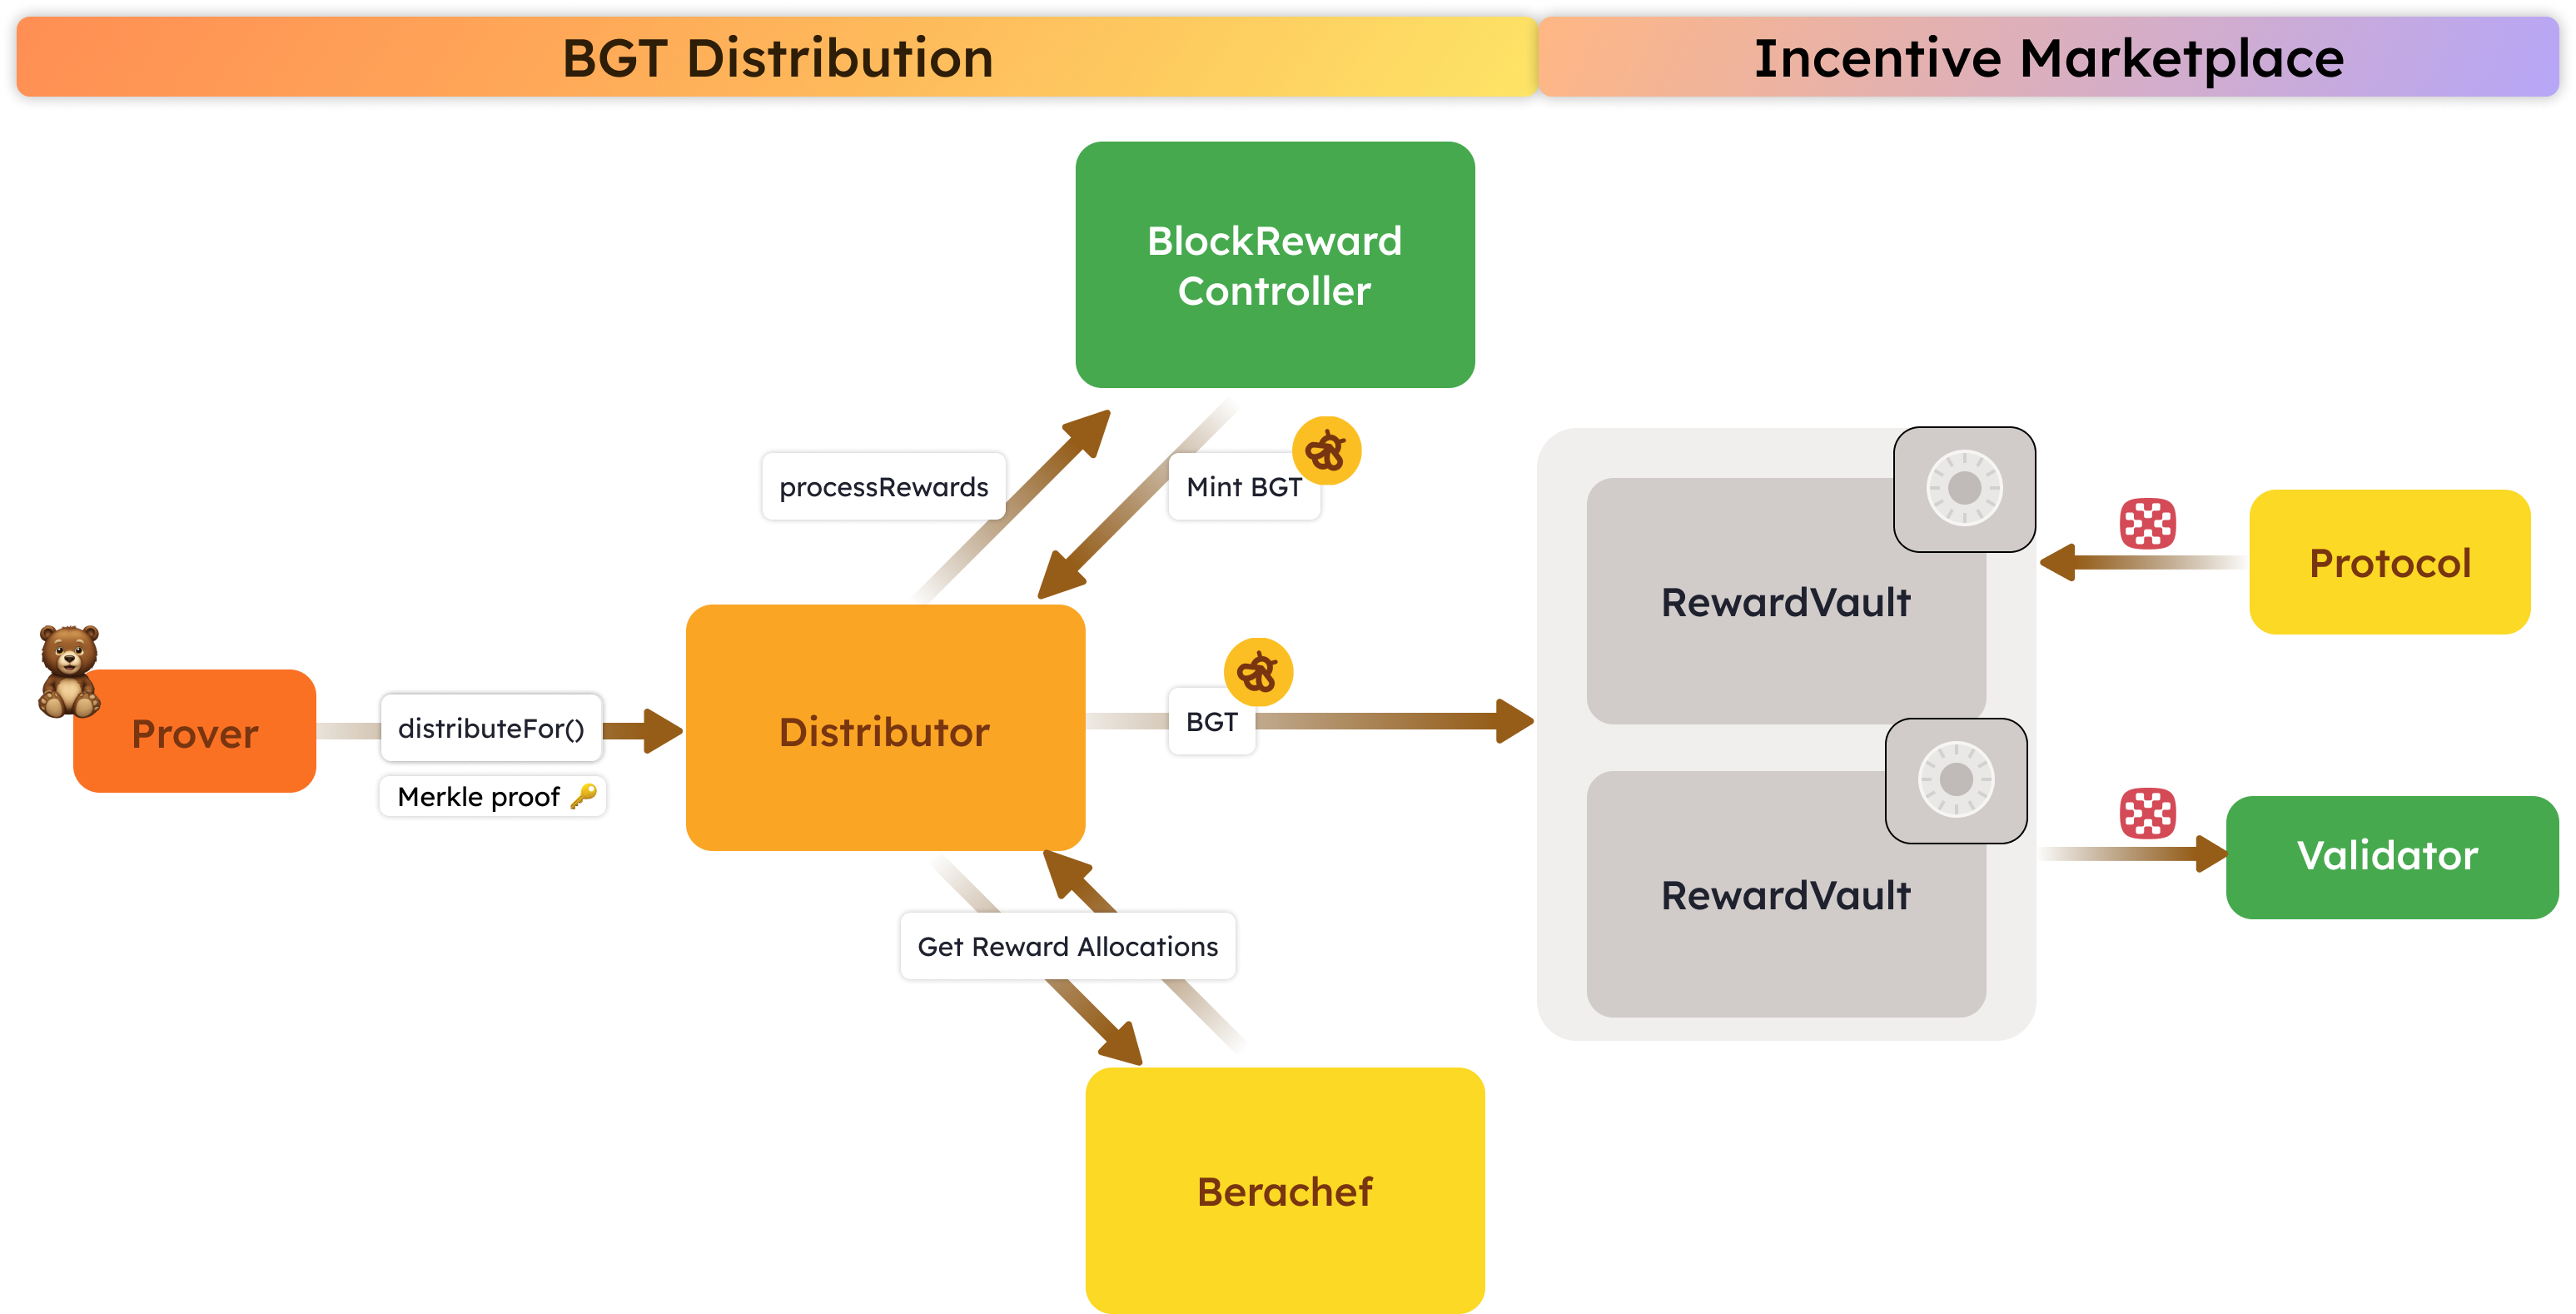 BGT Distribution
Incentive Marketplace
BlockReward
Controller
processRewards
Mint BGT
RewardVault
Protocol
Prover
distributeFor()
Merkle proof 🔑
Distributor
BGT
RewardVault
Validator
Get Reward Allocations
Berachef